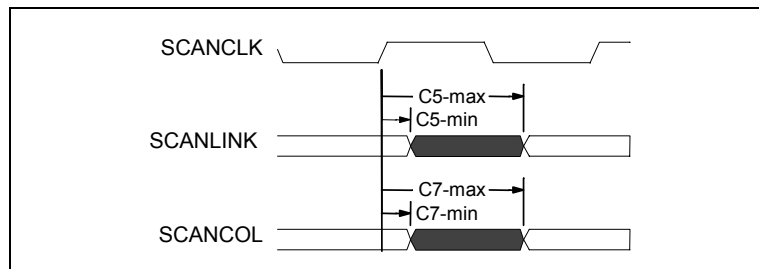 SCANCLK
C5-max
C5-min
SCANLINK
C7-max
C7-min
SCANCOL